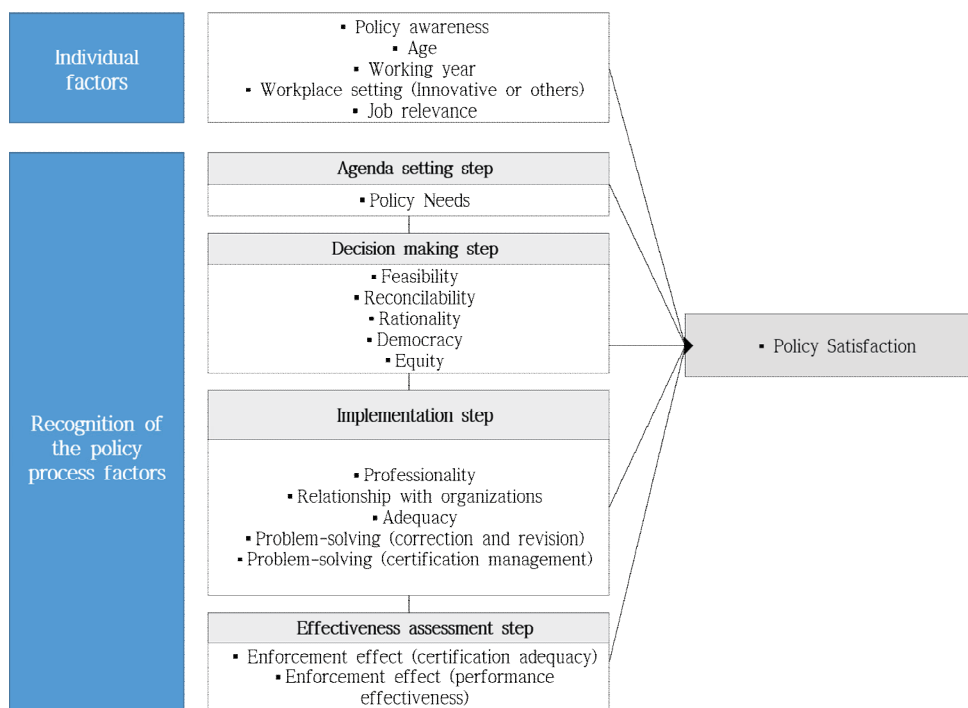 Individual
factors
▪ Policy awareness
▪ Age
▪ Working year
▪ Workplace setting (Innovative or others)
▪ Job relevance
Recognition of
the policy
process factors
Agenda setting step
▪ Policy Needs
Decision making step
▪ Feasibility
▪ Reconcilability
▪ Rationality
▪ Democracy
▪ Equity
Implementation step
▪ Professionality
▪ Relationship with organizations
▪ Adequacy
▪ Problem-solving (correction and revision)
▪ Problem-solving (certification management)
Effectiveness assessment step
▪ Enforcement effect (certification adequacy)
▪ Enforcement effect (performance
effectiveness)
▪ Policy Satisfaction